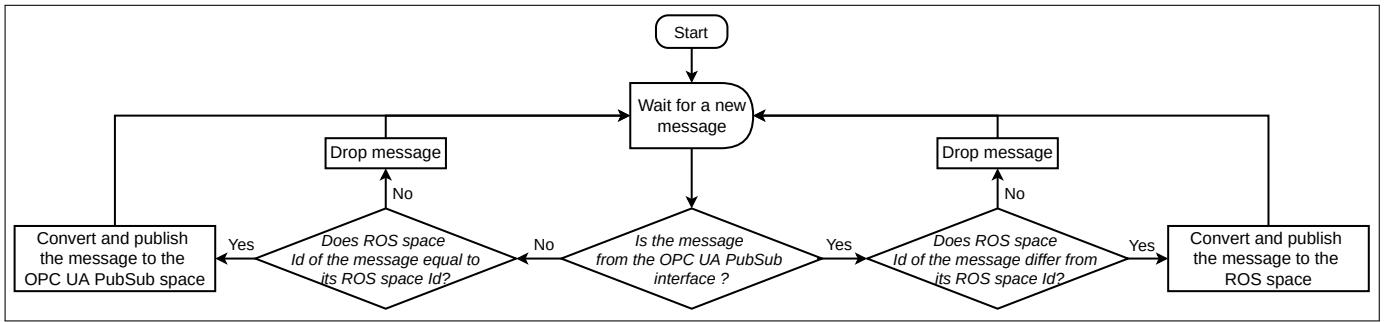 Start
Wait for a new
message
Drop message
Drop message
No
No
Convert and publish
the message to the
OPC UA PubSub space
Yes
Does ROS space
Id of the message equal to
its ROS space Id?
No
Is the message
from the OPC UA PubSub
interface ?
Yes
Does ROS space
Id of the message differ from
its ROS space Id?
Yes
Convert and publish
the message to the
ROS space